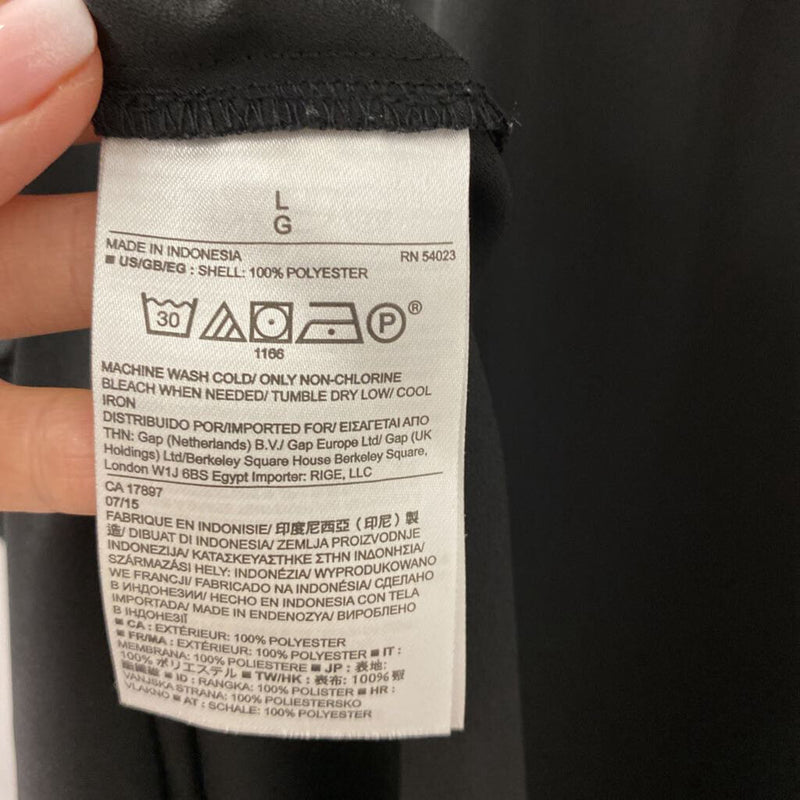 L
G
MADE IN INDONESIA RN 54023
■ US/GB/EG : SHELL: 100% POLYESTER
30 P ®
1166
MACHINE WASH COLD/ ONLY NON-CHLORINE
BLEACH WHEN NEEDED/ TUMBLE DRY LOW/ COOL
IRON
DISTRIBUIDO POR/IMPORTED FOR/ ΕΙΣΑΓΕΤΑΙ ΑΠΟ
ΤΗΝ: Gap (Netherlands) B.V./ Gap Europe Ltd/ Gap (UK
Holdings) Ltd/Berkeley Square House Berkeley Square,
London W1J 6BS Egypt Importer: RIGE, LLC
CA 17897
07/15
FABRIQUE EN INDONISIE/ 印度尼西亞 (印尼) 製
造/ DIBUAT DI INDONESIA/ ZEMLJA PROIZVODNJE
INDONEZIJA/ ΚΑΤΑΣΚΕΥΑΣΤΗΚΕ ΣΤΗΝ ΙΝΔΟΝΗΣΙΑ/
SZÁRMAZÁSI HELY: INDONÉZIA/ WYPRODUKOWANO
WE FRANCJI/ FABRICADO NA INDONÉSIA/ СДЕЛАНО
В ИНДОНЕЗИИ/ HECHO EN INDONESIA CON TELA
IMPORTADA/ MADE IN ENDONEZYA/ ВИРОБЛЕНО
В ІНДОНЕЗІЇ
■ CA : EXTÉRIEUR: 100% POLYESTER
■ FR/MA : EXTÉRIEUR: 100% POLYESTER ■ IT :
MEMBRANA: 100% POLIESTERE ■ JP : 表地:
100% ポリエステル ■ TW/HK : 表布: 100% 聚
■ ID : RANGKA: 100% POLISTER ■ HR :
VANJSKA STRANA: 100% POLIESTERSKO
VLAKNO ■ AT : SCHALE: 100% POLYESTER